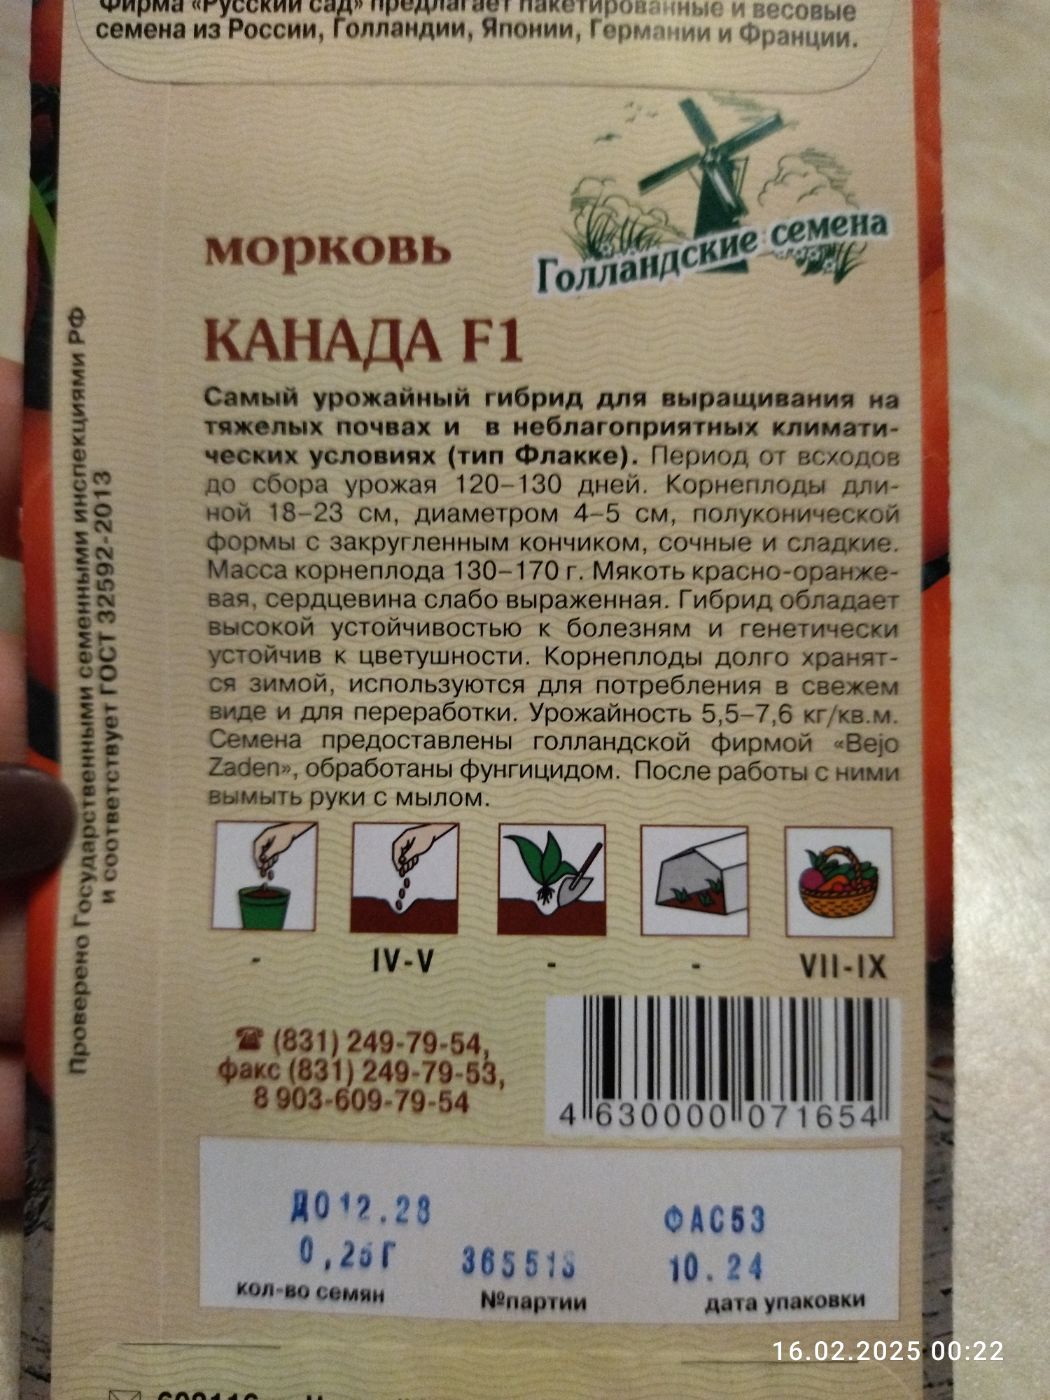 Фирма «Русский сад» предлагает пакетированные и весовые
семена из России, Голландии, Японии, Германии и Франции.
Голландские семена
морковь
КАНАДА F1
Самый урожайный гибрид для выращивания на
тяжелых почвах и в неблагоприятных климати-
ческих условиях (тип Флакке). Период от всходов
до сбора урожая 120–130 дней. Корнеплоды дли-
ной 18–23 см, диаметром 4–5 см, полуконической
формы с закругленным кончиком, сочные и сладкие.
Масса корнеплода 130–170 г. Мякоть красно-оранже-
вая, сердцевина слабо выраженная. Гибрид обладает
высокой устойчивостью к болезням и генетически
устойчив к цветушности. Корнеплоды долго хранят-
ся зимой, используются для потребления в свежем
виде и для переработки. Урожайность 5,5–7,6 кг/кв.м.
Семена предоставлены голландской фирмой «Bejo
Zaden», обработаны фунгицидом. После работы с ними
вымыть руки с мылом.
- IV-V - - VII-IX
☎ (831) 249-79-54,
факс (831) 249-79-53,
8 903-609-79-54
4 630000 071654
ДО 12.28 ФАС53
0,25Г 365513 10.24
кол-во семян №партии дата упаковки
Проверено Государственными семенными инспекциями РФ
и соответствует ГОСТ 32592-2013
16.02.2025 00:22